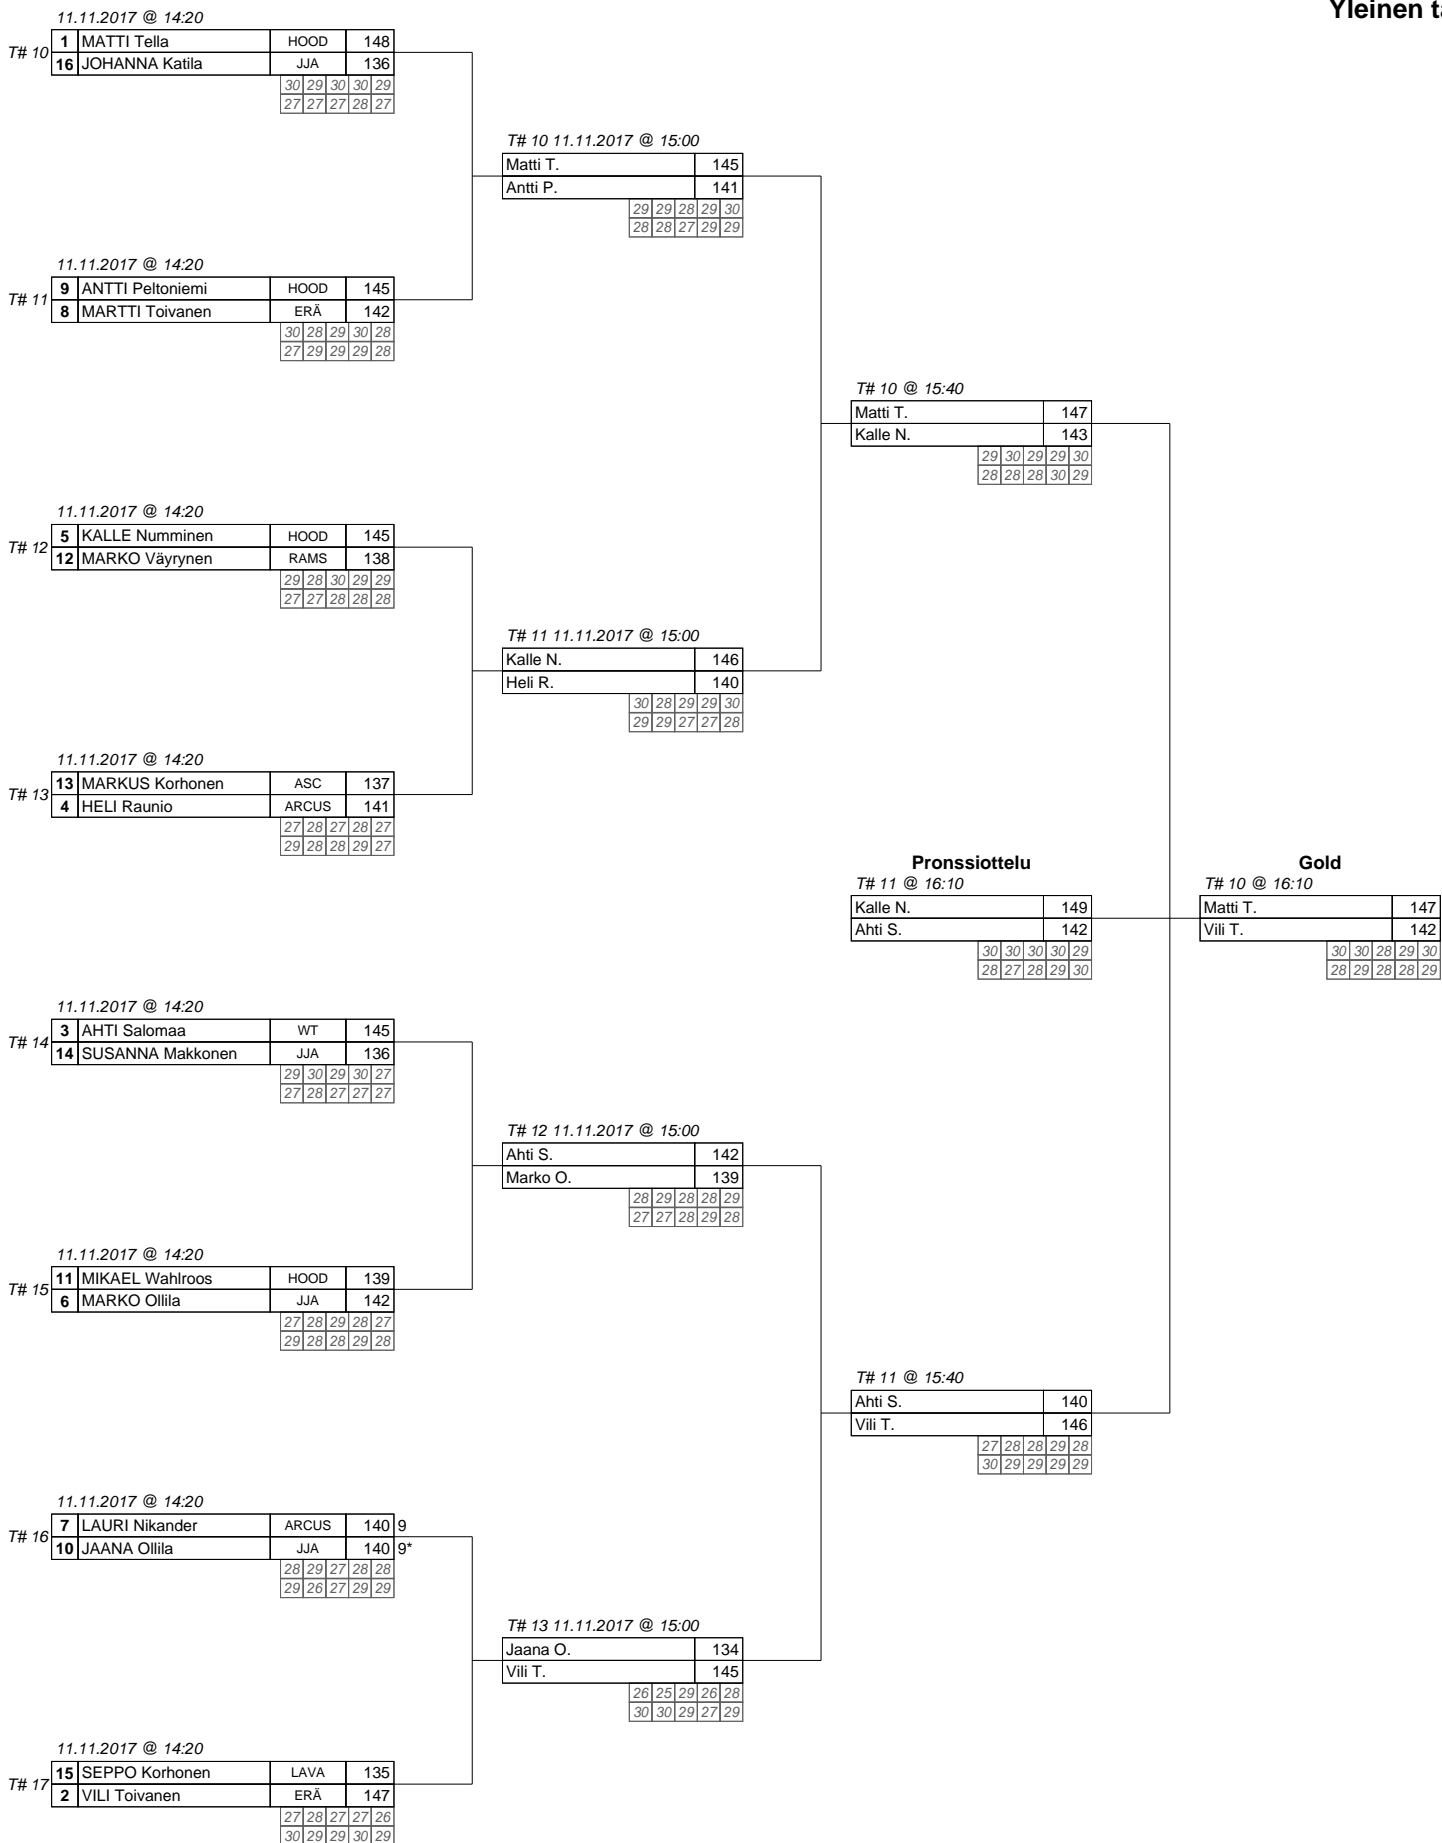 Yleinen ta
11.11.2017 @ 14:20
T# 10
1 MATTI Tella HOOD 148
16 JOHANNA Katila JJA 136
30 29 30 30 29
27 27 27 28 27
T# 10 11.11.2017 @ 15:00
Matti T. 145
Antti P. 141
29 29 28 29 30
28 28 27 29 29
11.11.2017 @ 14:20
T# 11
9 ANTTI Peltoniemi HOOD 145
8 MARTTI Toivanen ERÄ 142
30 28 29 30 28
27 29 29 29 28
T# 10 @ 15:40
Matti T. 147
Kalle N. 143
29 30 29 29 30
28 28 28 30 29
11.11.2017 @ 14:20
T# 12
5 KALLE Numminen HOOD 145
12 MARKO Väyrynen RAMS 138
29 28 30 29 29
27 27 28 28 28
T# 11 11.11.2017 @ 15:00
Kalle N. 146
Heli R. 140
30 28 29 29 30
29 29 27 27 28
11.11.2017 @ 14:20
T# 13
13 MARKUS Korhonen ASC 137
4 HELI Raunio ARCUS 141
27 28 27 28 27
29 28 28 29 27
Pronssiottelu
T# 11 @ 16:10
Kalle N. 149
Ahti S. 142
30 30 30 30 29
28 27 28 29 30
Gold
T# 10 @ 16:10
Matti T. 147
Vili T. 142
30 30 28 29 30
28 29 28 28 29
11.11.2017 @ 14:20
T# 14
3 AHTI Salomaa WT 145
14 SUSANNA Makkonen JJA 136
29 30 29 30 27
27 28 27 27 27
T# 12 11.11.2017 @ 15:00
Ahti S. 142
Marko O. 139
28 29 28 28 29
27 27 28 29 28
11.11.2017 @ 14:20
T# 15
11 MIKAEL Wahlroos HOOD 139
6 MARKO Ollila JJA 142
27 28 29 28 27
29 28 28 29 28
T# 11 @ 15:40
Ahti S. 140
Vili T. 146
27 28 28 29 28
30 29 29 29 29
11.11.2017 @ 14:20
T# 16
7 LAURI Nikander ARCUS 140 9
10 JAANA Ollila JJA 140 9*
28 29 27 28 28
29 26 27 29 29
T# 13 11.11.2017 @ 15:00
Jaana O. 134
Vili T. 145
26 25 29 26 28
30 30 29 27 29
11.11.2017 @ 14:20
T# 17
15 SEPPO Korhonen LAVA 135
2 VILI Toivanen ERÄ 147
27 28 27 27 26
30 29 29 30 29